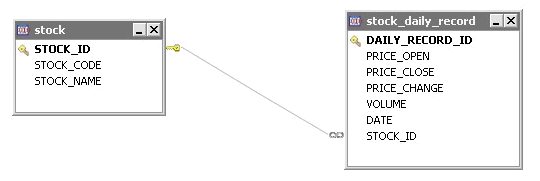 stock
STOCK_ID
STOCK_CODE
STOCK_NAME
stock_daily_record
DAILY_RECORD_ID
PRICE_OPEN
PRICE_CLOSE
PRICE_CHANGE
VOLUME
DATE
STOCK_ID